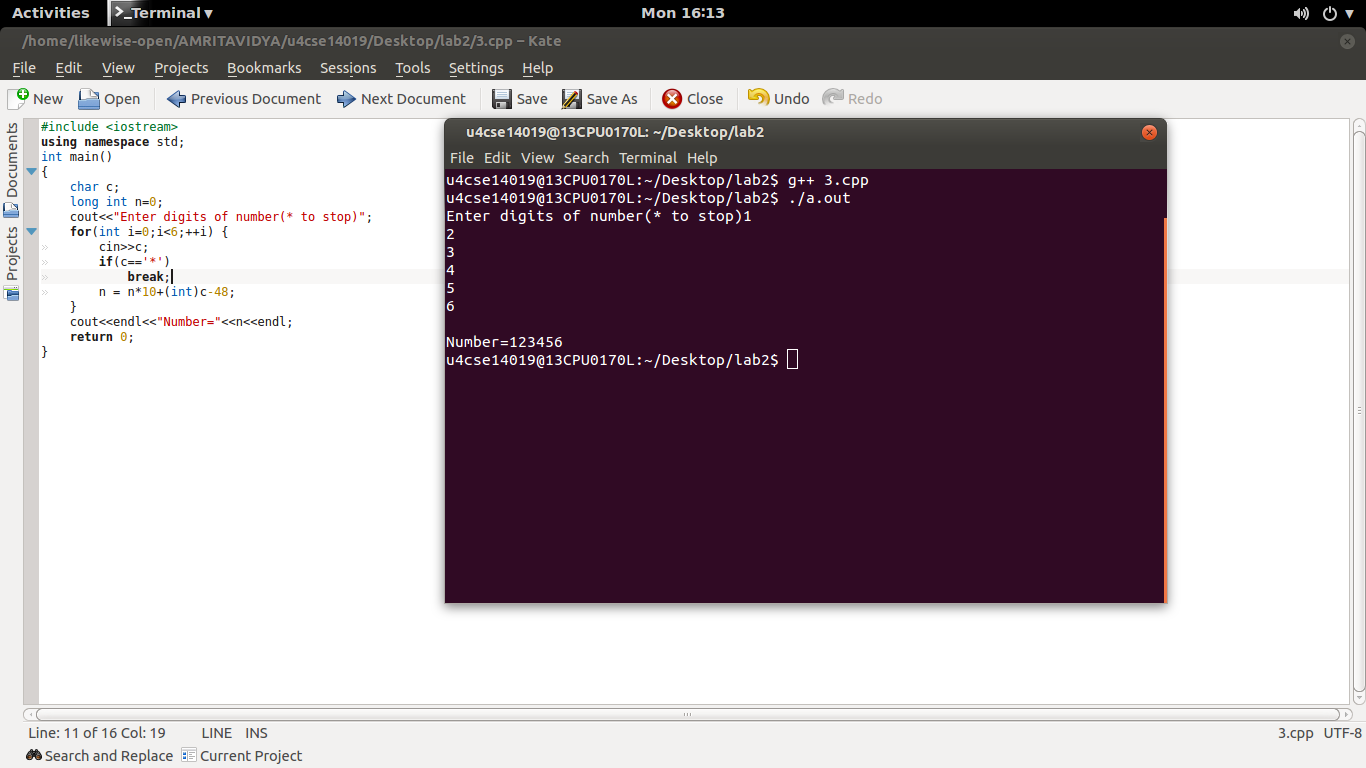 Activities Terminal Mon 16:13
/home/likewise-open/AMRITAVIDYA/u4cse14019/Desktop/lab2/3.cpp – Kate
File Edit View Projects Bookmarks Sessions Tools Settings Help
New Open Previous Document Next Document Save Save As Close Undo Redo
Documents
Projects
#include <iostream>
using namespace std;
int main()
{
    char c;
    long int n=0;
    cout<<"Enter digits of number(* to stop)";
    for(int i=0;i<6;++i) {
        cin>>c;
        if(c=='*')
            break;
        n = n*10+(int)c-48;
    }
    cout<<endl<<"Number="<<n<<endl;
    return 0;
}
u4cse14019@13CPU0170L: ~/Desktop/lab2
File Edit View Search Terminal Help
u4cse14019@13CPU0170L:~/Desktop/lab2$ g++ 3.cpp
u4cse14019@13CPU0170L:~/Desktop/lab2$ ./a.out
Enter digits of number(* to stop)1
2
3
4
5
6
Number=123456
u4cse14019@13CPU0170L:~/Desktop/lab2$
Line: 11 of 16 Col: 19 LINE INS 3.cpp UTF-8
Search and Replace Current Project